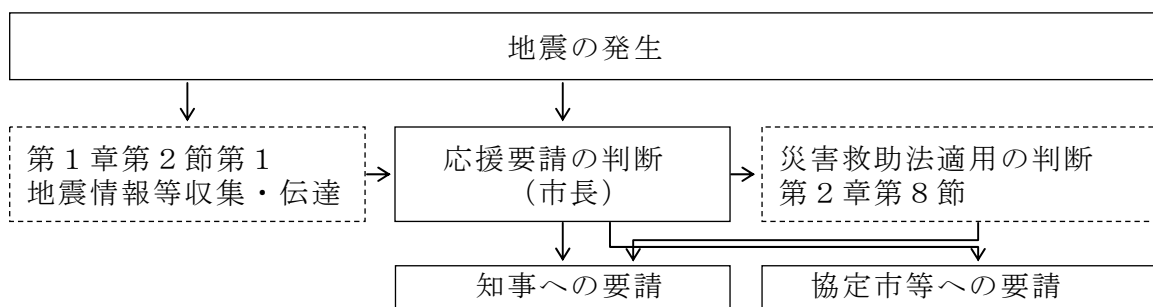 地震の発生
第１章第２節第１
地震情報等収集・伝達
応援要請の判断
（市長）
災害救助法適用の判断
第２章第８節
知事への要請
協定市等への要請